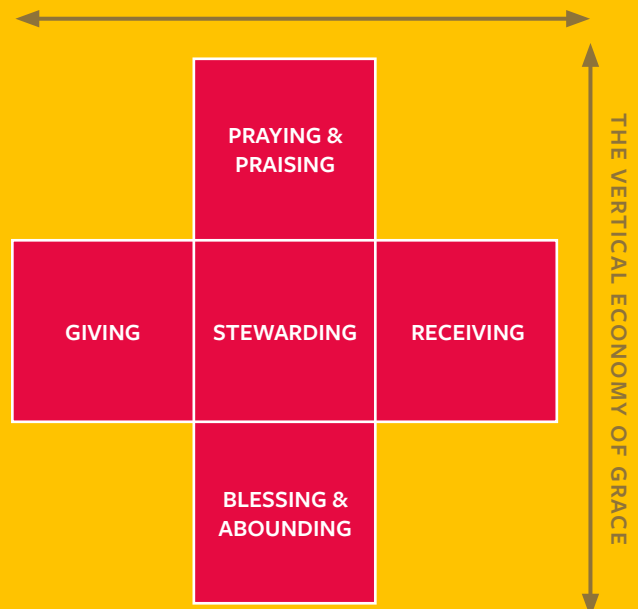 PRAYING &
PRAISING
GIVING
STEWARDING
RECEIVING
BLESSING &
ABOUNDING
THE VERTICAL ECONOMY OF GRACE